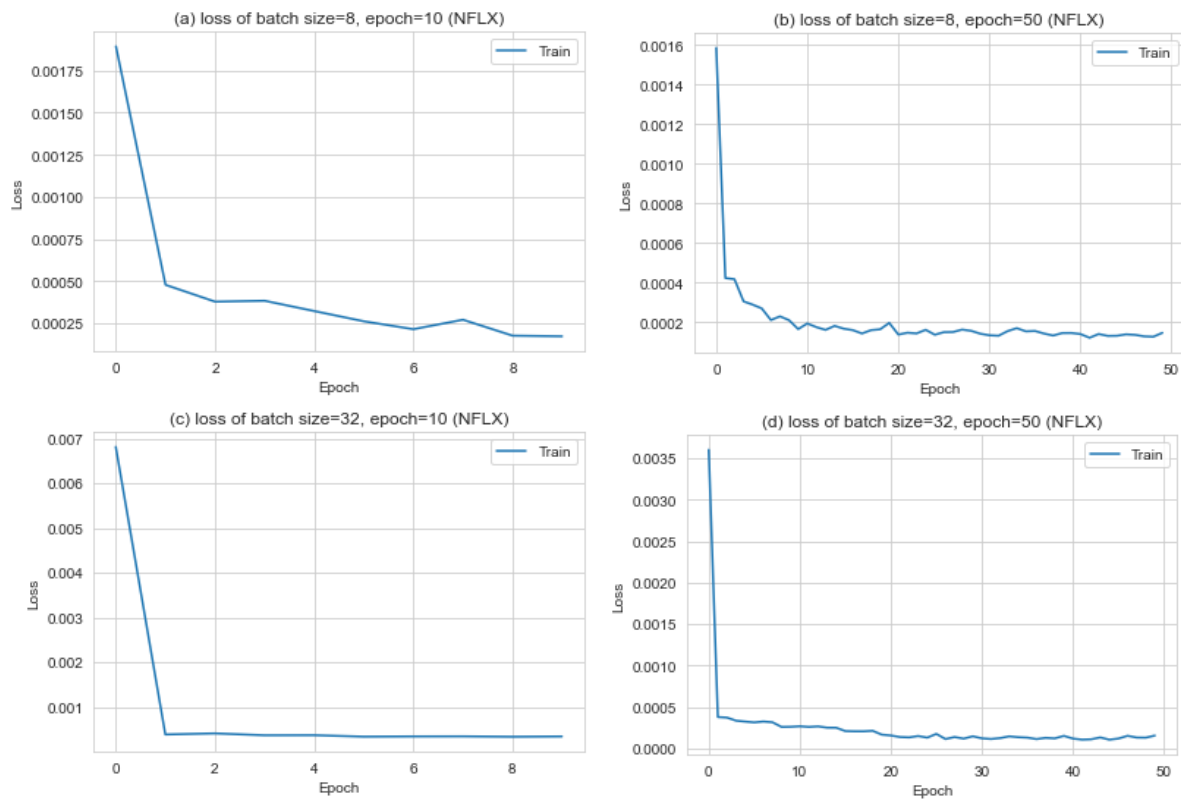 (a) loss of batch size=8, epoch=10 (NFLX)
Train
0.00175
0.00150
0.00125
0.00100
0.00075
0.00050
0.00025
Loss
0 2 4 6 8
Epoch
(b) loss of batch size=8, epoch=50 (NFLX)
Train
0.0016
0.0014
0.0012
0.0010
0.0008
0.0006
0.0004
0.0002
Loss
0 10 20 30 40 50
Epoch
(c) loss of batch size=32, epoch=10 (NFLX)
Train
0.007
0.006
0.005
0.004
0.003
0.002
0.001
Loss
0 2 4 6 8
Epoch
(d) loss of batch size=32, epoch=50 (NFLX)
Train
0.0035
0.0030
0.0025
0.0020
0.0015
0.0010
0.0005
0.0000
Loss
0 10 20 30 40 50
Epoch